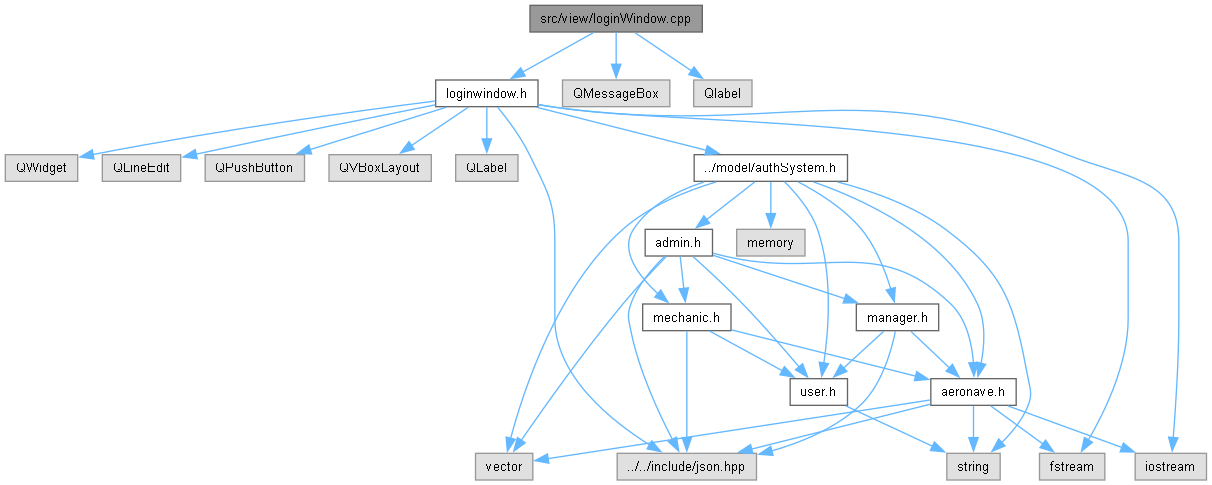 src/view/loginWindow.cpp
loginwindow.h
QMessageBox
Qlabel
QWidget
QLineEdit
QPushButton
QVBoxLayout
QLabel
../model/authSystem.h
admin.h
memory
mechanic.h
manager.h
user.h
aeronave.h
vector
../../include/json.hpp
string
fstream
iostream